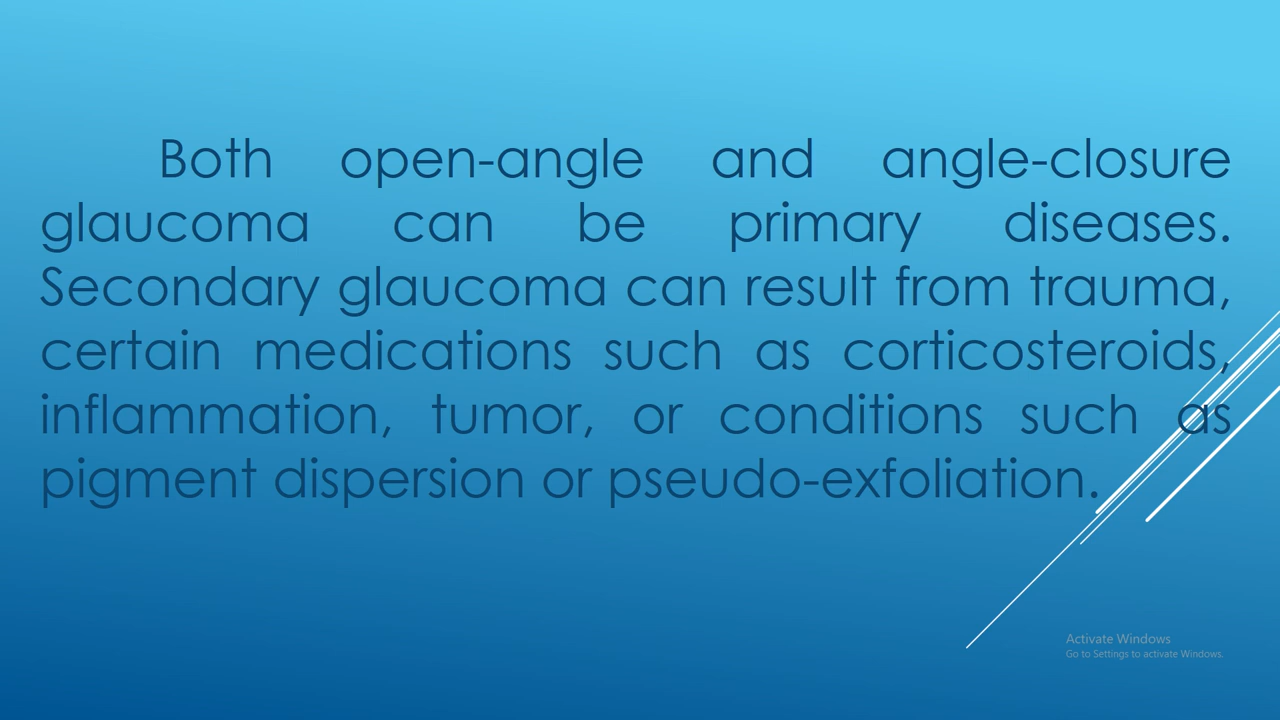 Both open-angle and angle-closure
glaucoma can be primary diseases.
Secondary glaucoma can result from trauma,
certain medications such as corticosteroids,
inflammation, tumor, or conditions such as
pigment dispersion or pseudo-exfoliation.
Activate Windows
Go to Settings to activate Windows.